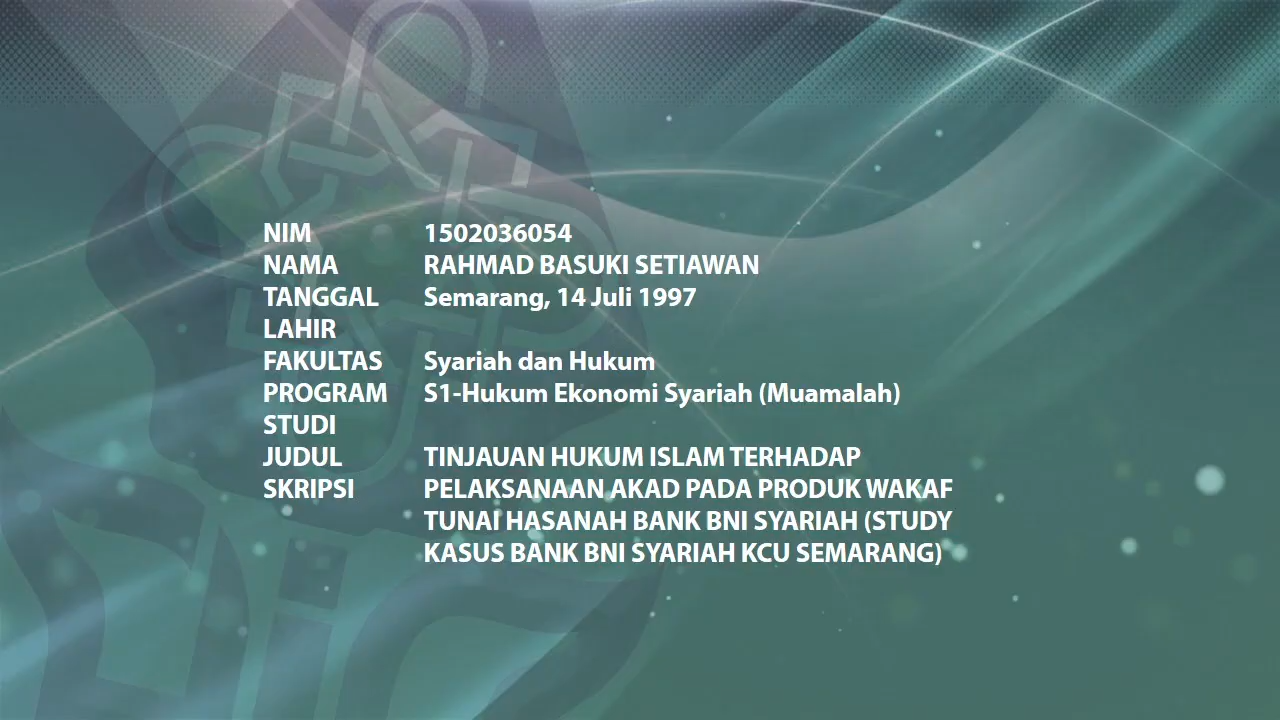 NIM 1502036054
NAMA RAHMAD BASUKI SETIAWAN
TANGGAL Semarang, 14 Juli 1997
LAHIR
FAKULTAS Syariah dan Hukum
PROGRAM S1-Hukum Ekonomi Syariah (Muamalah)
STUDI
JUDUL TINJAUAN HUKUM ISLAM TERHADAP
SKRIPSI PELAKSANAAN AKAD PADA PRODUK WAKAF
TUNAI HASANAH BANK BNI SYARIAH (STUDY
KASUS BANK BNI SYARIAH KCU SEMARANG)